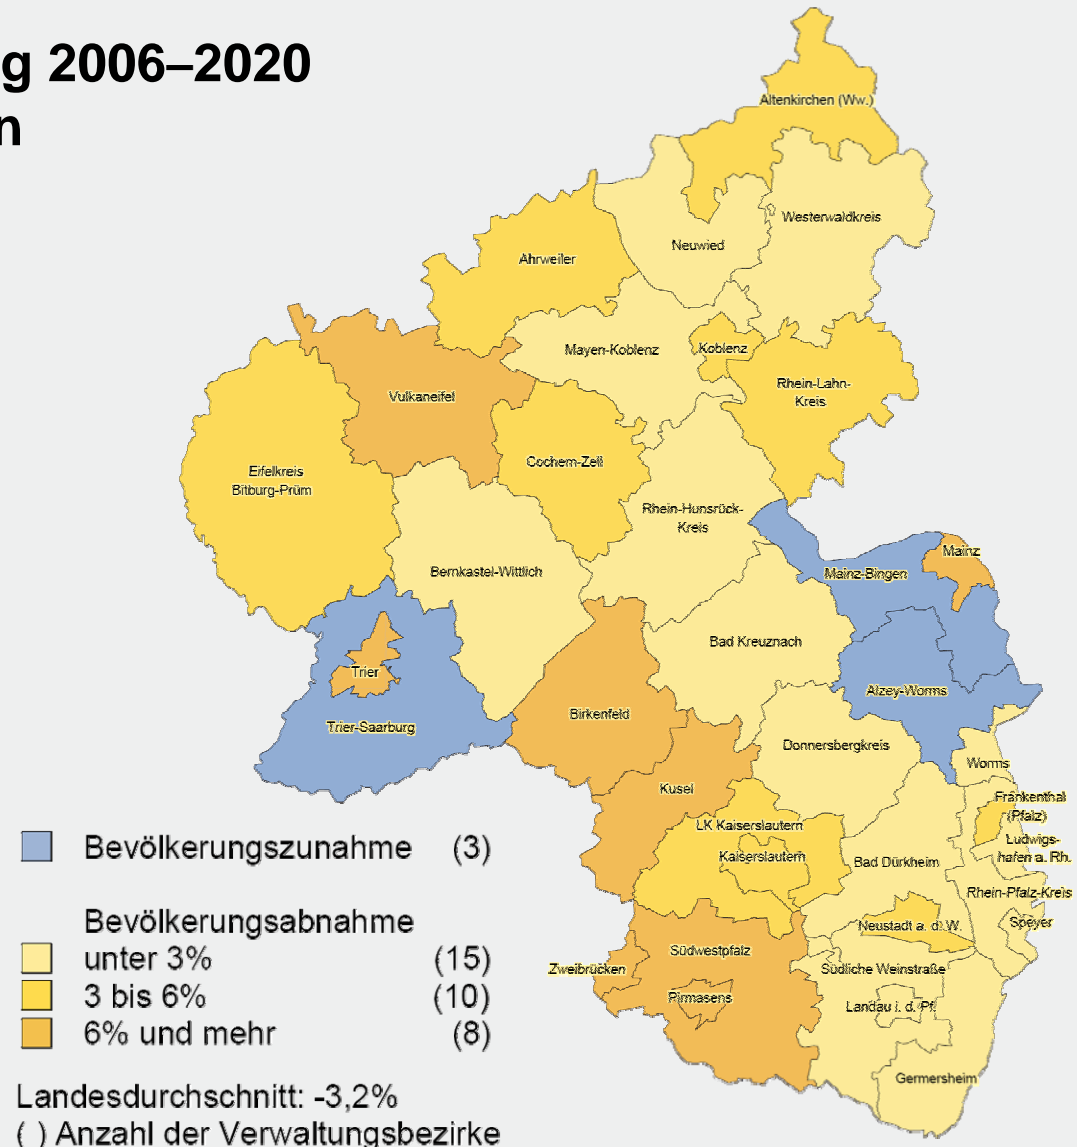 g 2006–2020
n
Altenkirchen (Ww.)
Westerwaldkreis
Neuwied
Ahrweiler
Mayen-Koblenz
Koblenz
Rhein-Lahn-
Kreis
Vulkaneifel
Cochem-Zell
Eifelkreis
Bitburg-Prüm
Rhein-Hunsrück-
Kreis
Mainz
Mainz-Bingen
Bernkastel-Wittlich
Bad Kreuznach
Trier
Alzey-Worms
Birkenfeld
Trier-Saarburg
Donnersbergkreis
Worms
Kusel
Frankenthal
(Pfalz)
LK Kaiserslautern
Ludwigs-
hafen a. Rh.
Kaiserslautern
Bad Dürkheim
Rhein-Pfalz-Kreis
Neustadt a. d. W.
Speyer
Südwestpfalz
Zweibrücken
Südliche Weinstraße
Pirmasens
Landau i. d. Pf.
Germersheim
Bevölkerungszunahme (3)
Bevölkerungsabnahme
unter 3% (15)
3 bis 6% (10)
6% und mehr (8)
Landesdurchschnitt: -3,2%
( ) Anzahl der Verwaltungsbezirke